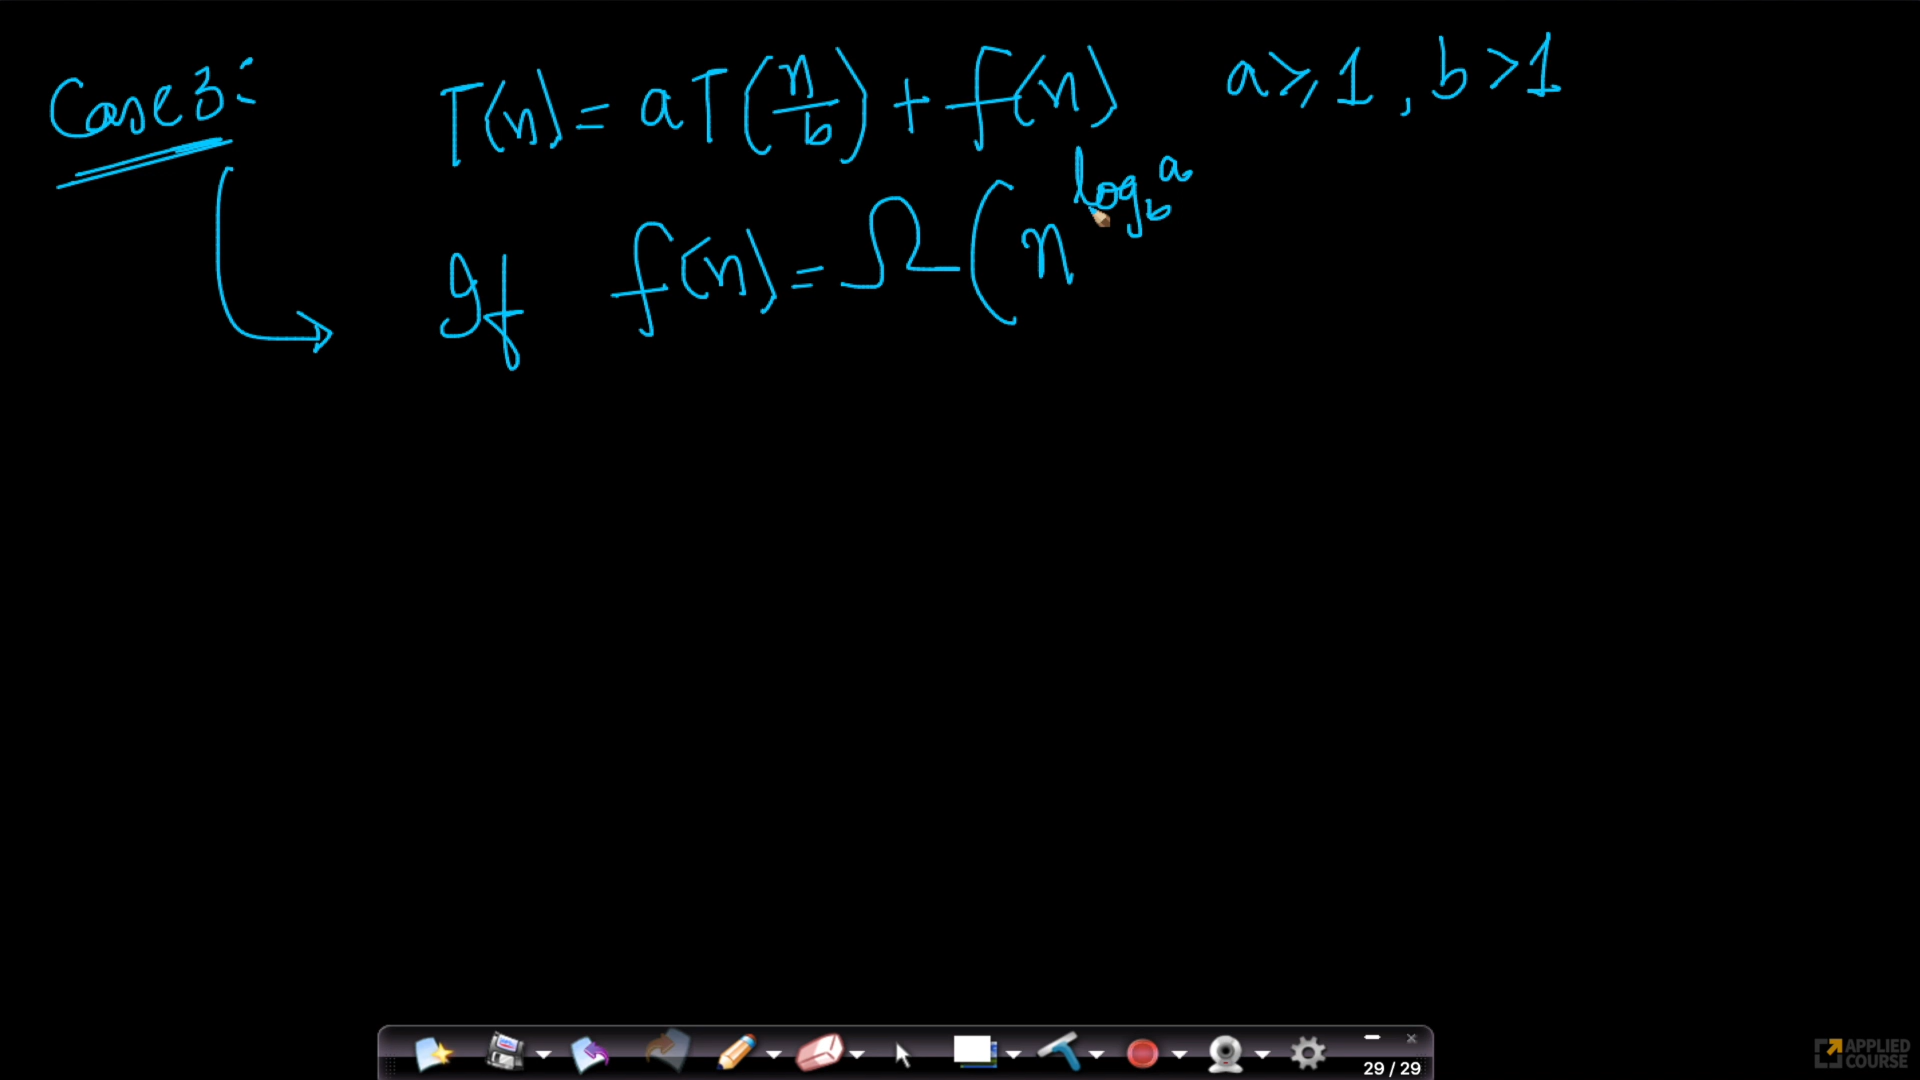 Case 3: T(n) = aT(n/b) + f(n) a ≥ 1, b > 1
If f(n) = Ω(n^log_b a
29 / 29
APPLIED
COURSE